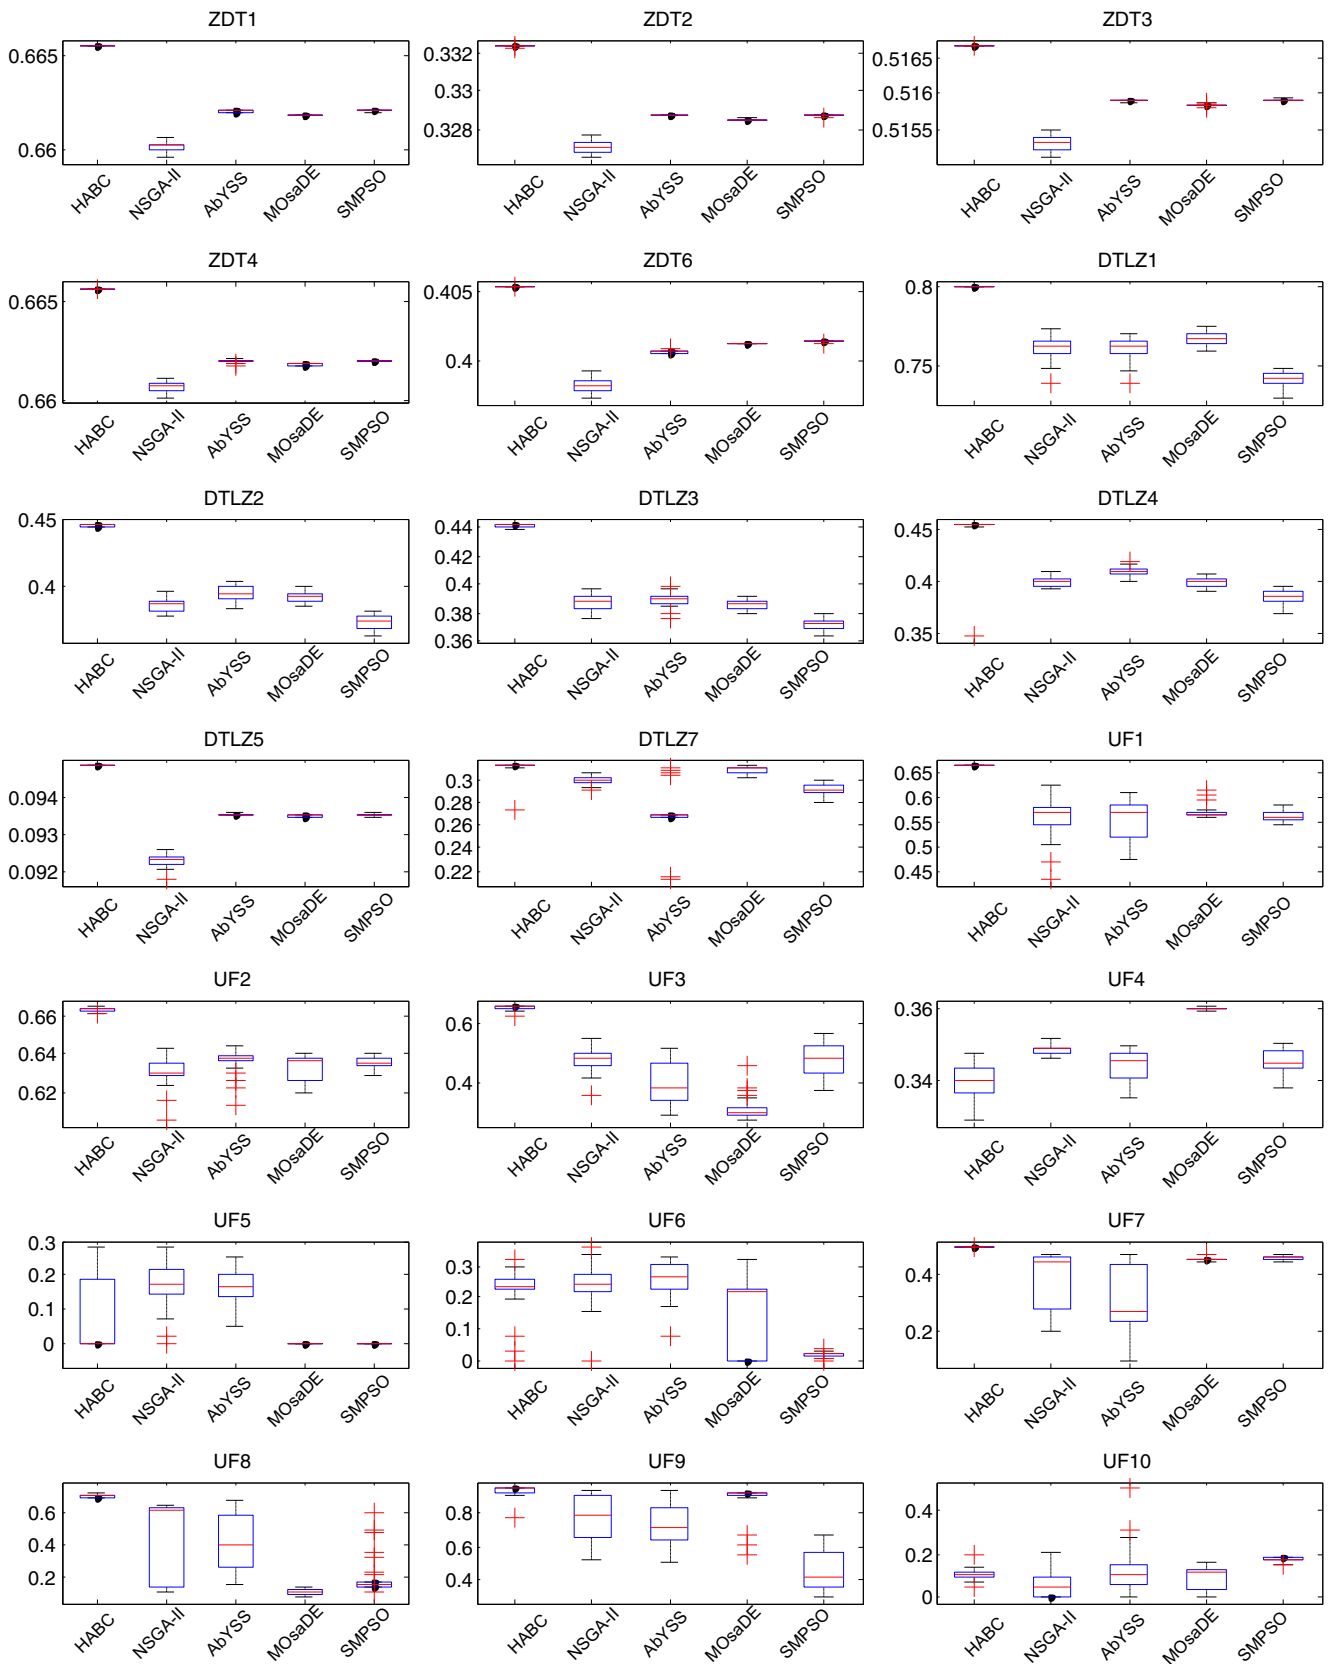 ZDT1
0.665
0.66
HABC
NSGA-II
AbYSS
MOsaDE
SMPSO
ZDT2
0.332
0.33
0.328
HABC
NSGA-II
AbYSS
MOsaDE
SMPSO
ZDT3
0.5165
0.516
0.5155
HABC
NSGA-II
AbYSS
MOsaDE
SMPSO
ZDT4
0.665
0.66
HABC
NSGA-II
AbYSS
MOsaDE
SMPSO
ZDT6
0.405
0.4
HABC
NSGA-II
AbYSS
MOsaDE
SMPSO
DTLZ1
0.8
0.75
HABC
NSGA-II
AbYSS
MOsaDE
SMPSO
DTLZ2
0.45
0.4
HABC
NSGA-II
AbYSS
MOsaDE
SMPSO
DTLZ3
0.44
0.42
0.4
0.38
0.36
HABC
NSGA-II
AbYSS
MOsaDE
SMPSO
DTLZ4
0.45
0.4
0.35
HABC
NSGA-II
AbYSS
MOsaDE
SMPSO
DTLZ5
0.094
0.093
0.092
HABC
NSGA-II
AbYSS
MOsaDE
SMPSO
DTLZ7
0.3
0.28
0.26
0.24
0.22
HABC
NSGA-II
AbYSS
MOsaDE
SMPSO
UF1
0.65
0.6
0.55
0.5
0.45
HABC
NSGA-II
AbYSS
MOsaDE
SMPSO
UF2
0.66
0.64
0.62
HABC
NSGA-II
AbYSS
MOsaDE
SMPSO
UF3
0.6
0.4
HABC
NSGA-II
AbYSS
MOsaDE
SMPSO
UF4
0.36
0.34
HABC
NSGA-II
AbYSS
MOsaDE
SMPSO
UF5
0.3
0.2
0.1
0
HABC
NSGA-II
AbYSS
MOsaDE
SMPSO
UF6
0.3
0.2
0.1
0
HABC
NSGA-II
AbYSS
MOsaDE
SMPSO
UF7
0.4
0.2
HABC
NSGA-II
AbYSS
MOsaDE
SMPSO
UF8
0.6
0.4
0.2
HABC
NSGA-II
AbYSS
MOsaDE
SMPSO
UF9
0.8
0.6
0.4
HABC
NSGA-II
AbYSS
MOsaDE
SMPSO
UF10
0.4
0.2
0
HABC
NSGA-II
AbYSS
MOsaDE
SMPSO